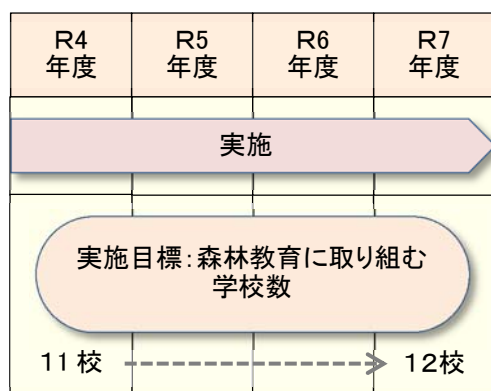 R4
年度
R5
年度
R6
年度
R7
年度
実施
実施目標：森林教育に取り組む
学校数
11校
12校